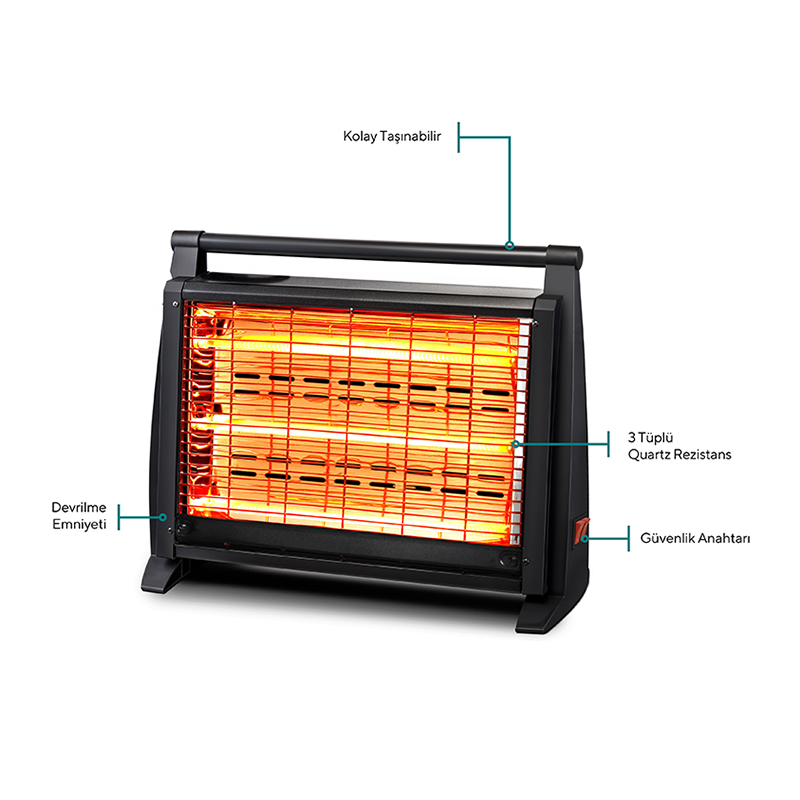 Kolay Taşınabilir
3 Tüplü
Quartz Rezistans
Devrilme
Emniyeti
Güvenlik Anahtarı